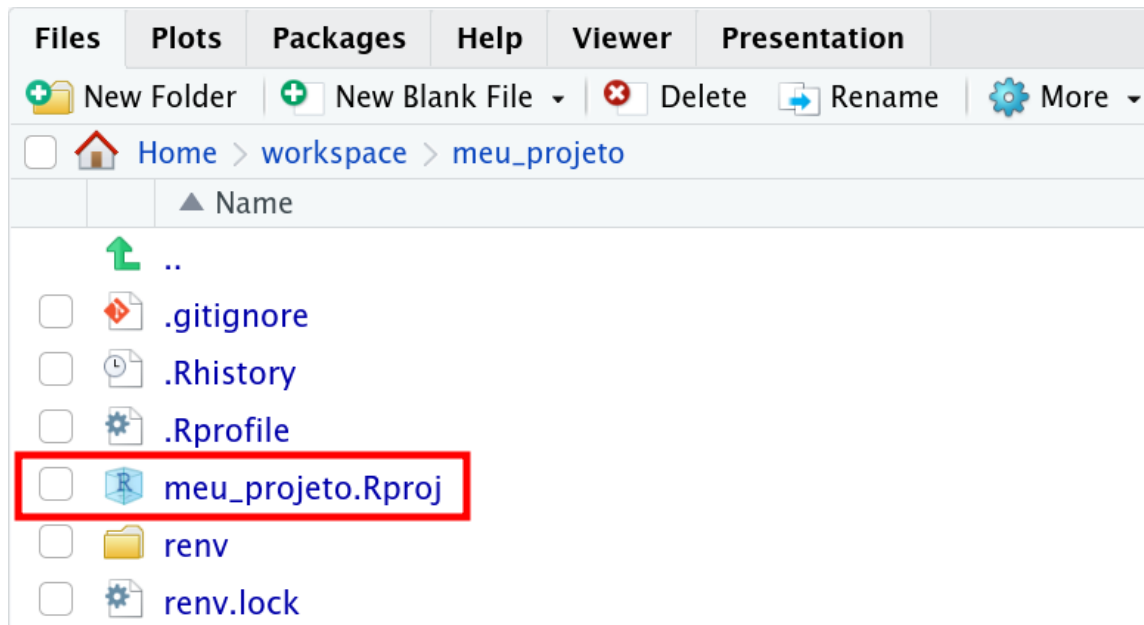 Files Plots Packages Help Viewer Presentation
New Folder New Blank File Delete Rename More
Home > workspace > meu_projeto
Name
..
.gitignore
.Rhistory
.Rprofile
meu_projeto.Rproj
renv
renv.lock